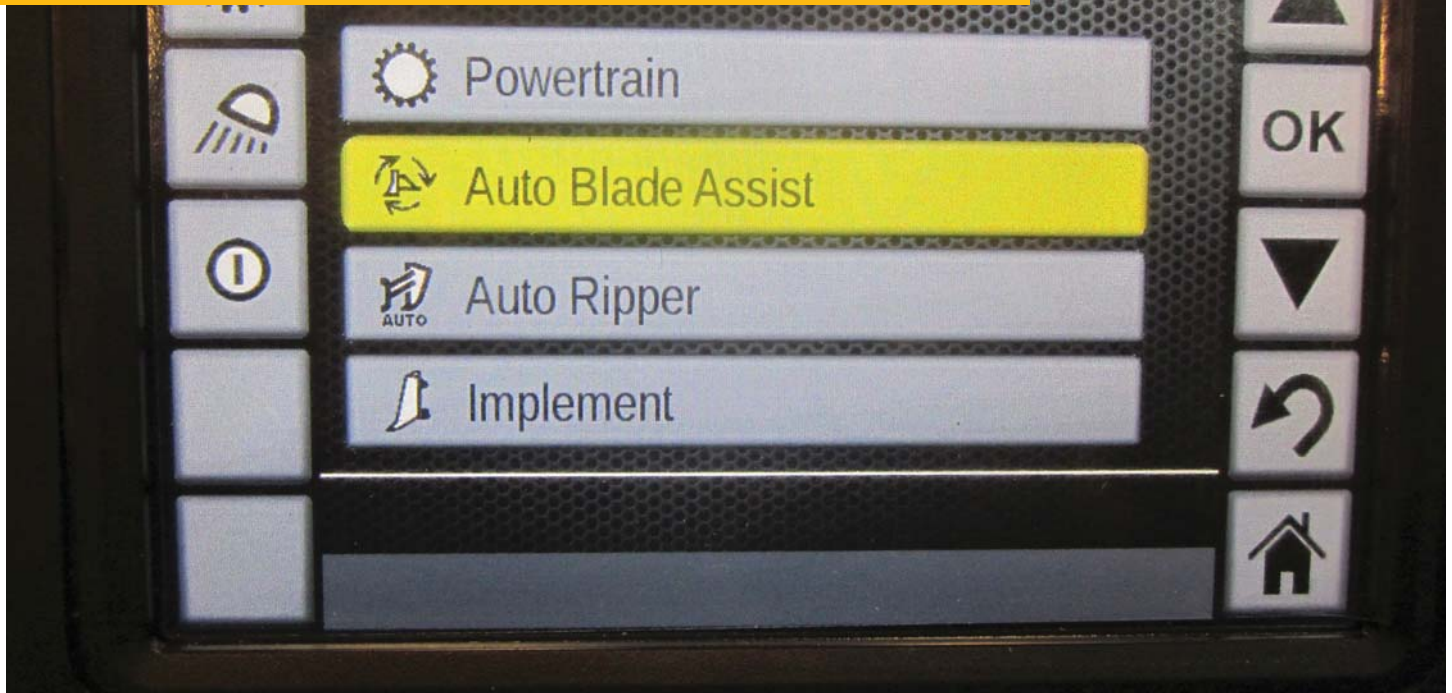 Powertrain
OK
Auto Blade Assist
AUTO
Auto Ripper
Implement